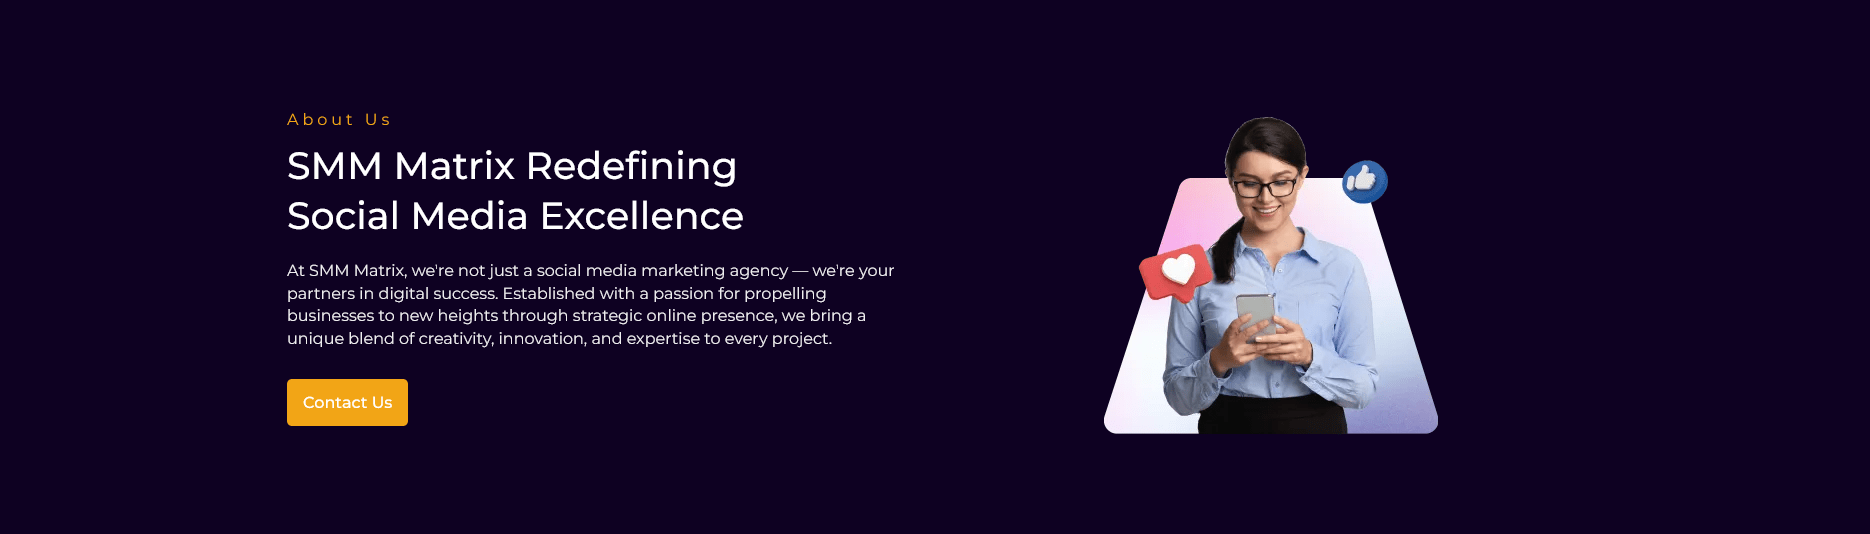 About Us
SMM Matrix Redefining
Social Media Excellence
At SMM Matrix, we're not just a social media marketing agency — we're your
partners in digital success. Established with a passion for propelling
businesses to new heights through strategic online presence, we bring a
unique blend of creativity, innovation, and expertise to every project.
Contact Us